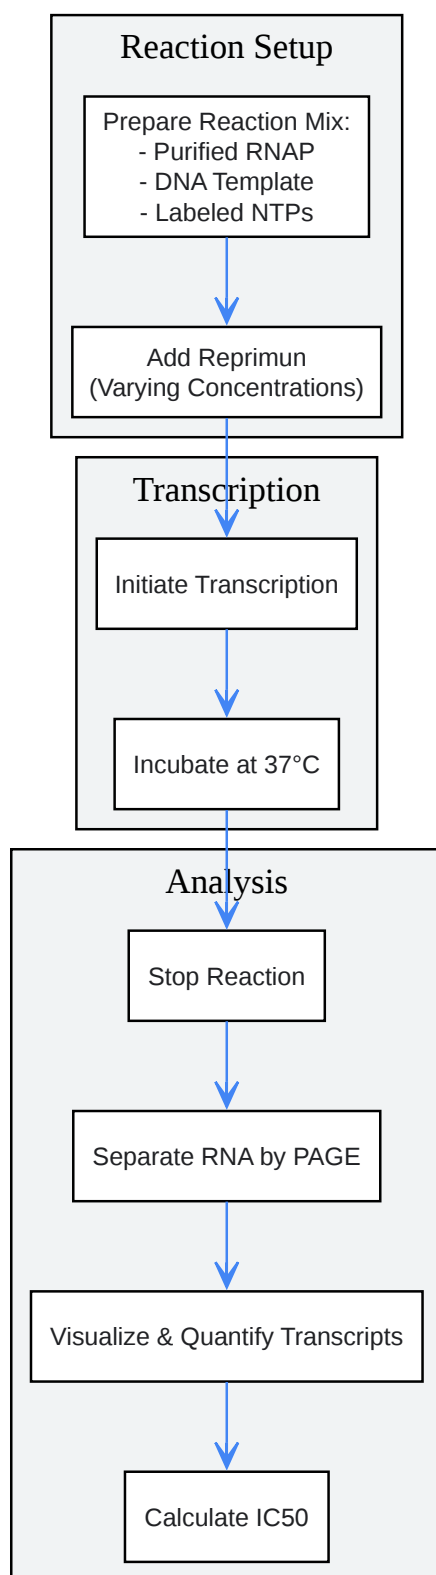 Reaction Setup
Prepare Reaction Mix:
- Purified RNAP
- DNA Template
- Labeled NTPs
Add Reprimun
(Varying Concentrations)
Transcription
Initiate Transcription
Incubate at 37°C
Analysis
Stop Reaction
Separate RNA by PAGE
Visualize & Quantify Transcripts
Calculate IC50